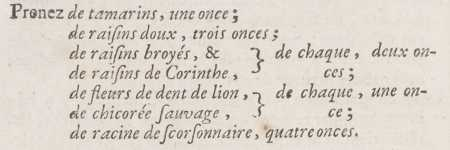 Prenez de tamarins, une once;
de raiſins doux, trois onces;
de raiſins broyés, & } de chaque, deux on-
de raiſins de Corinthe, } ces;
de fleurs de dent de lion, } de chaque, une on-
de chicorée ſauvage, } ce;
de racine de ſcorſonnaire, quatre onces.